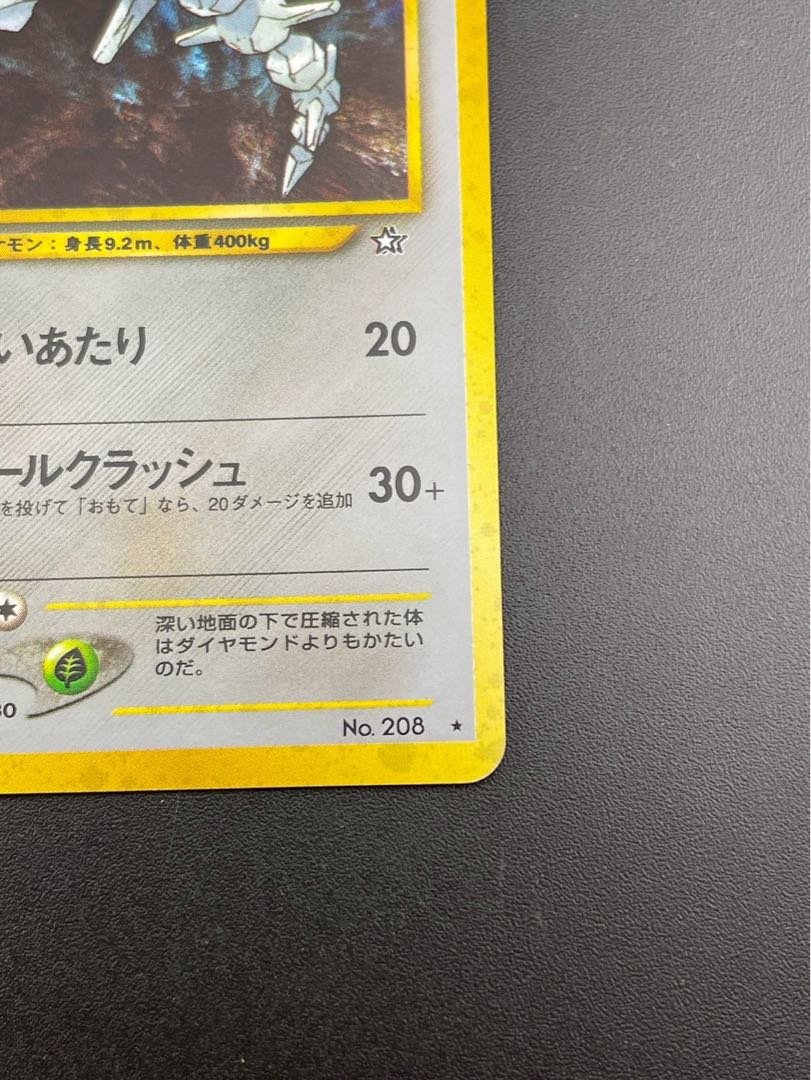 ケモン：身長9.2m、体重400kg
いあたり 20
ールクラッシュ 30+
を投げて「おもて」なら、20ダメージを追加
深い地面の下で圧縮された体
はダイヤモンドよりもかたい
のだ。
30
No. 208 ★